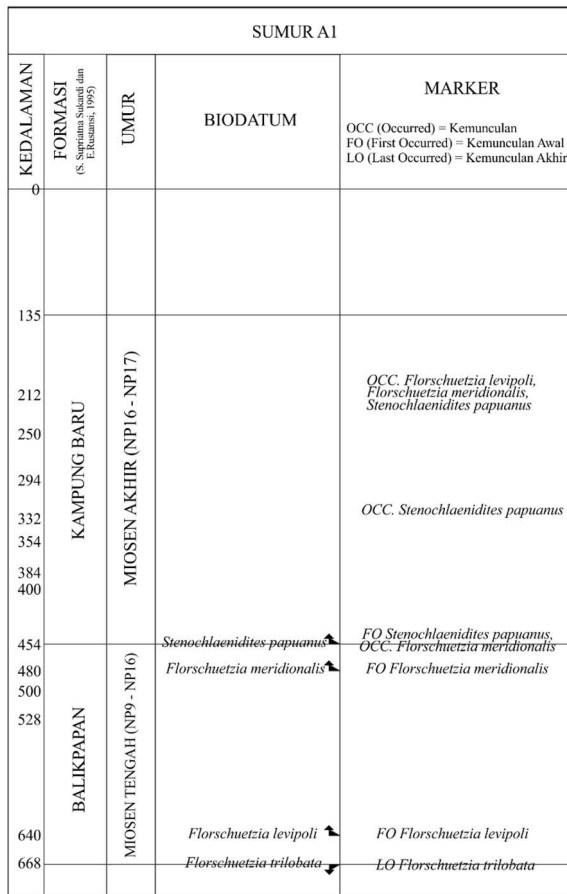 SUMUR A1
KEDALAMAN
FORMASI
(S. Supriatna Sukardi dan
E.Rustansi, 1995)
UMUR
BIODATUM
MARKER
OCC (Occurred) = Kemunculan
FO (First Occurred) = Kemunculan Awal
LO (Last Occurred) = Kemunculan Akhir
0
135
212
250
294
332
354
384
400
454
480
500
528
640
668
KAMPUNG BARU
BALIKPAPAN
MIOSEN AKHIR (NP16 - NP17)
MIOSEN TENGAH (NP9 - NP16)
Stenochlaenidites papuanus
Florschuetzia meridionalis
Florschuetzia levipoli
Florschuetzia trilobata
OCC. Florschuetzia levipoli,
Florschuetzia meridionalis,
Stenochlaenidites papuanus
OCC. Stenochlaenidites papuanus
FO Stenochlaenidites papuanus,
OCC. Florschuetzia meridionalis
FO Florschuetzia meridionalis
FO Florschuetzia levipoli
LO Florschuetzia trilobata